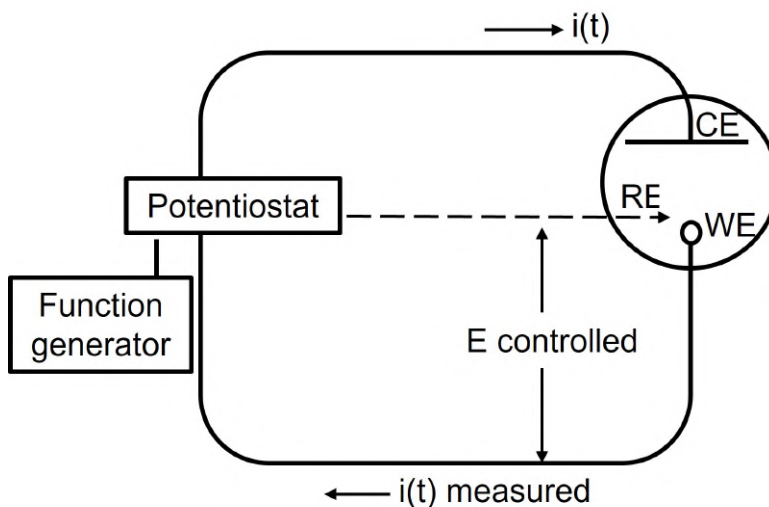 i(t)
CE
RE
WE
Potentiostat
Function
generator
E controlled
i(t) measured